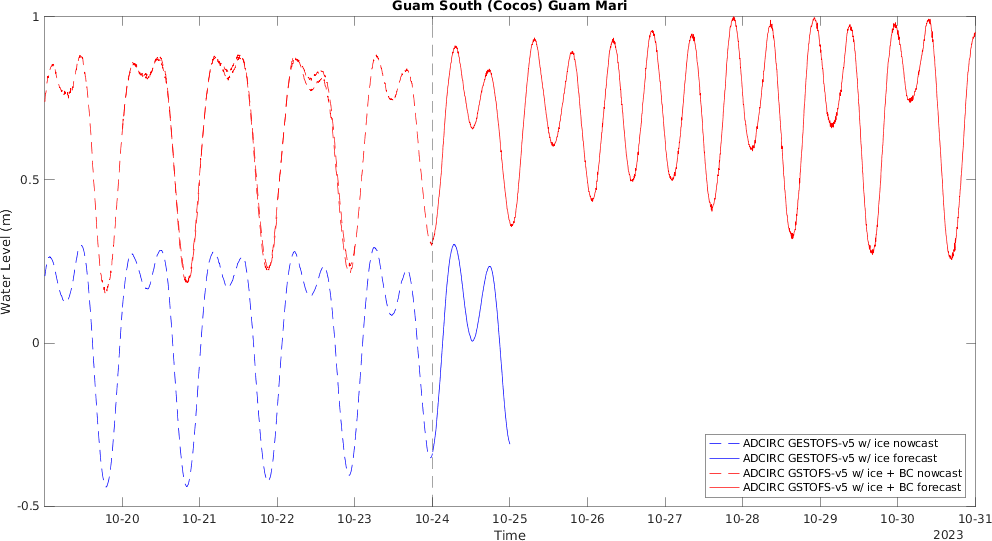 Guam South (Cocos) Guam Mari
Water Level (m)
1
0.5
0
-0.5
10-20 10-21 10-22 10-23 10-24 10-25 10-26 10-27 10-28 10-29 10-30 10-31
Time
2023
ADCIRC GESTOFS-v5 w/ ice nowcast
ADCIRC GESTOFS-v5 w/ ice forecast
ADCIRC GSTOFS-v5 w/ ice + BC nowcast
ADCIRC GSTOFS-v5 w/ ice + BC forecast